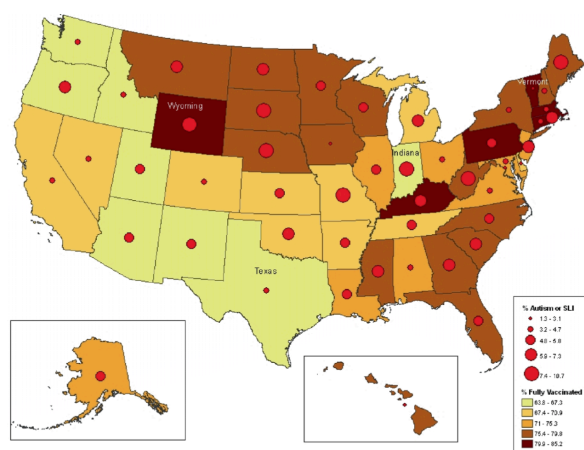 Vermont
Wyoming
Indiana
Texas
% Autism or SLI
1.3 - 3.1
3.2 - 4.7
4.8 - 5.8
5.9 - 7.3
7.4 - 10.7
% Fully Vaccinated
63.8 - 67.3
67.4 - 70.9
71 - 75.3
75.4 - 79.8
79.9 - 85.2